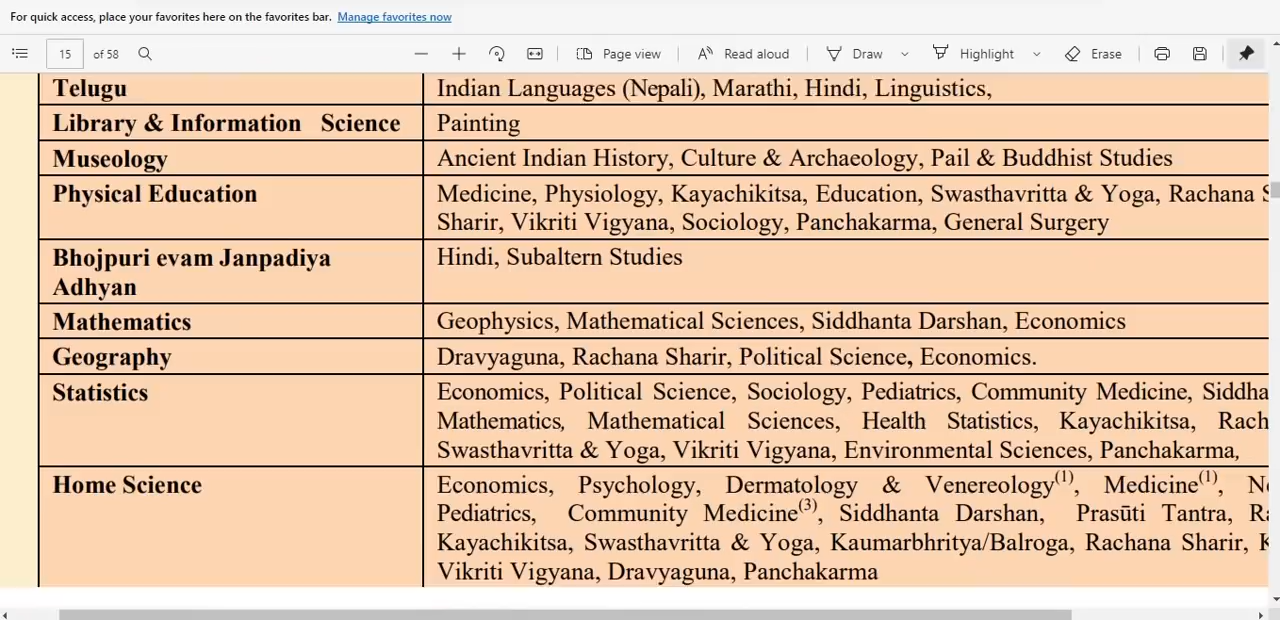 For quick access, place your favorites here on the favorites bar. Manage favorites now
15 of 58 Page view Read aloud Draw Highlight Erase
Telugu Indian Languages (Nepali), Marathi, Hindi, Linguistics,
Library & Information Science Painting
Museology Ancient Indian History, Culture & Archaeology, Pail & Buddhist Studies
Physical Education Medicine, Physiology, Kayachikitsa, Education, Swasthavritta & Yoga, Rachana
Sharir, Vikriti Vigyana, Sociology, Panchakarma, General Surgery
Bhojpuri evam Janpadiya Hindi, Subaltern Studies
Adhyan
Mathematics Geophysics, Mathematical Sciences, Siddhanta Darshan, Economics
Geography Dravyaguna, Rachana Sharir, Political Science, Economics.
Statistics Economics, Political Science, Sociology, Pediatrics, Community Medicine,
Mathematics, Mathematical Sciences, Health Statistics, Kayachikitsa,
Swasthavritta & Yoga, Vikriti Vigyana, Environmental Sciences, Panchakarma,
Home Science Economics, Psychology, Dermatology & Venereology(1), Medicine(1),
Pediatrics, Community Medicine(3), Siddhanta Darshan, Prasūti Tantra,
Kayachikitsa, Swasthavritta & Yoga, Kaumarbhritya/Balroga, Rachana Sharir,
Vikriti Vigyana, Dravyaguna, Panchakarma